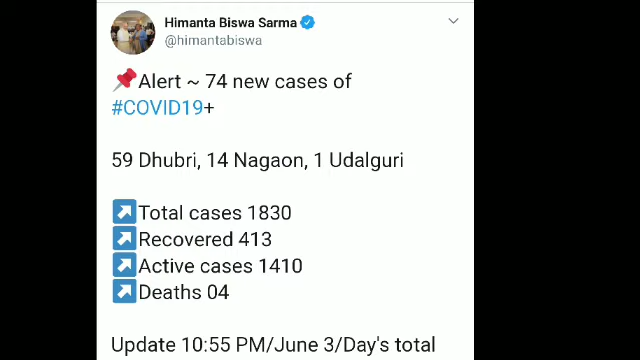 Himanta Biswa Sarma
@himantabiswa
Alert ~ 74 new cases of
#COVID19+
59 Dhubri, 14 Nagaon, 1 Udalguri
Total cases 1830
Recovered 413
Active cases 1410
Deaths 04
Update 10:55 PM/June 3/Day's total